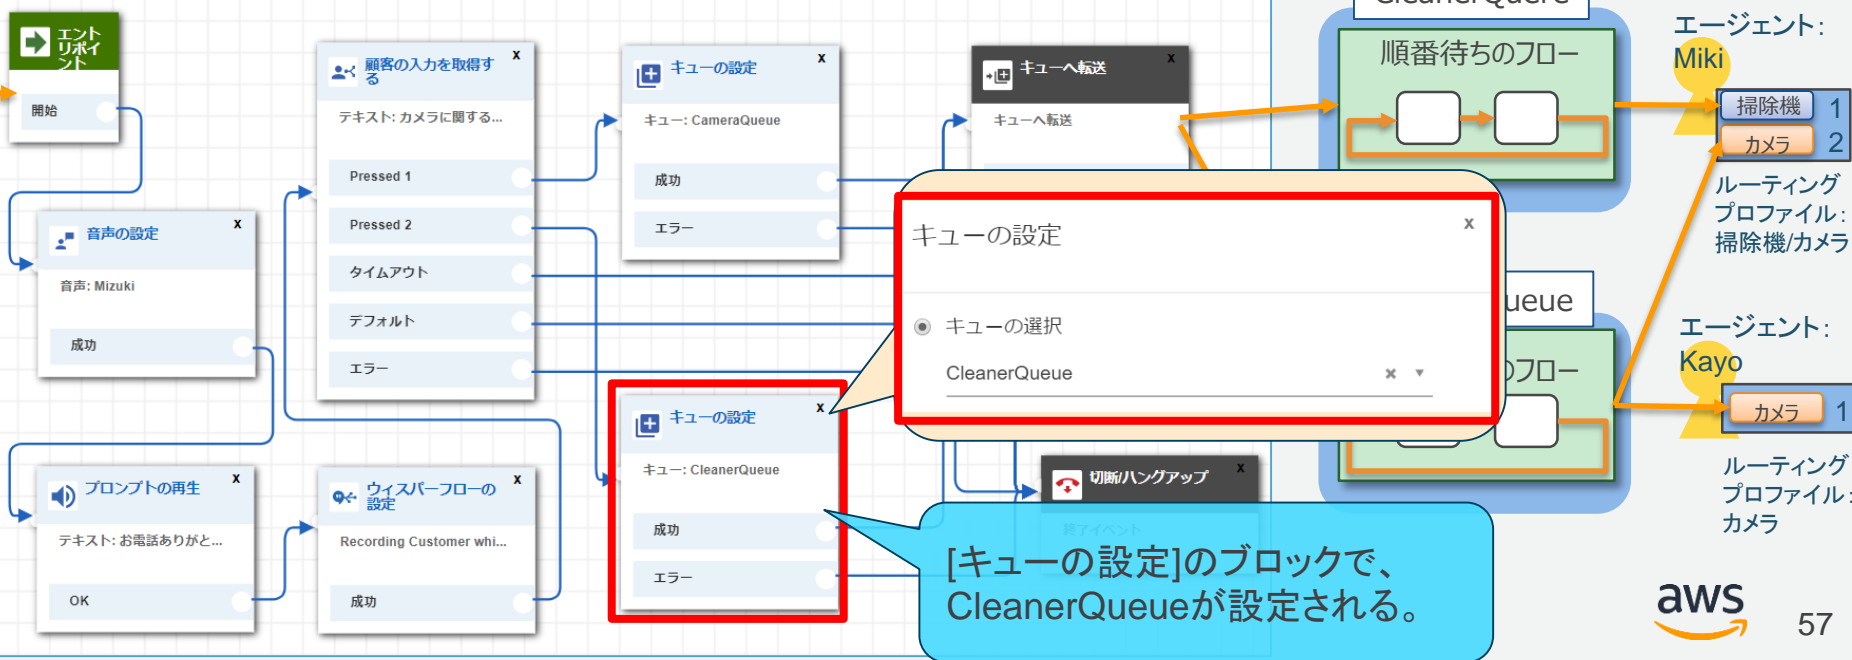 エント
リポイ
ント
開始
音声の設定
x
音声: Mizuki
成功
プロンプトの再生
x
テキスト: お電話ありがと...
OK
顧客の入力を取得す
る
x
テキスト: カメラに関する...
Pressed 1
Pressed 2
タイムアウト
デフォルト
エラー
ウィスパーフローの
設定
x
Recording Customer whi...
成功
キューの設定
x
キュー: CameraQueue
成功
エラー
キューの設定
x
キュー: CleanerQueue
成功
エラー
キューへ転送
x
キューへ転送
キューの設定
x
キューの選択
CleanerQueue
x
切断/ハングアップ
x
終了イベント
[キューの設定]のブロックで、
CleanerQueueが設定される。
順番待ちのフロー
ueue
フロー
エージェント:
Miki
掃除機 1
カメラ 2
ルーティング
プロファイル:
掃除機/カメラ
エージェント:
Kayo
カメラ 1
ルーティング
プロファイル:
カメラ
aws
57